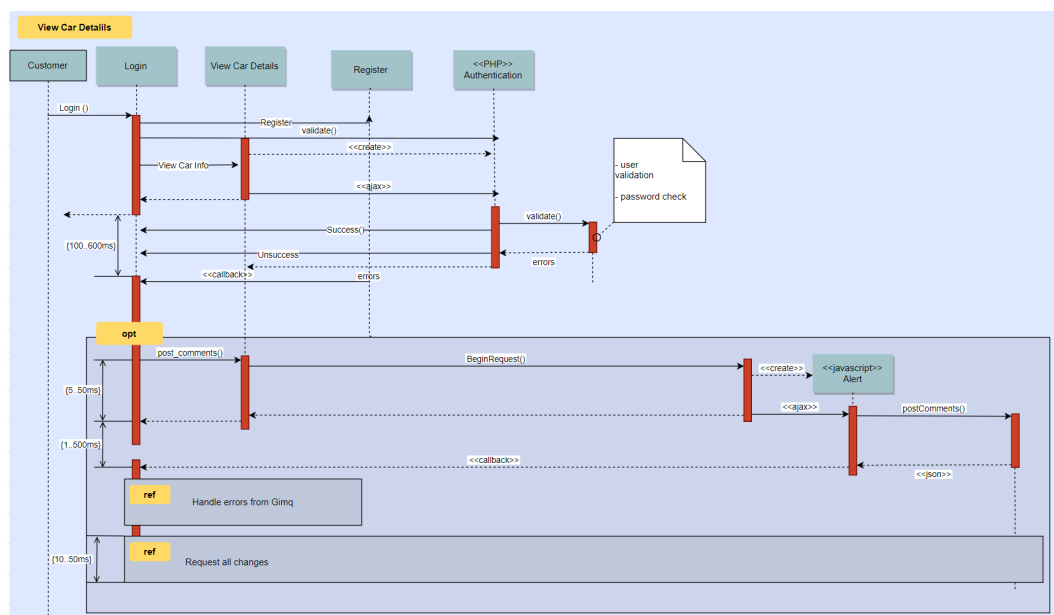 View Car Detalils
Customer
Login
View Car Details
Register
<<PHP>>
Authentication
Login ()
Register
validate()
<<create>>
- user
validation
View Car Info
<<ajax>>
- password check
validate()
Success()
{100..600ms}
Unsuccess
errors
<<callback>>
errors
opt
post_comments()
BeginRequest()
<<create>>
<<javascript>>
Alert
{5..50ms}
<<ajax>>
postComments()
{1..500ms}
<<callback>>
<<json>>
ref
Handle errors from Gimq
ref
{10..50ms}
Request all changes